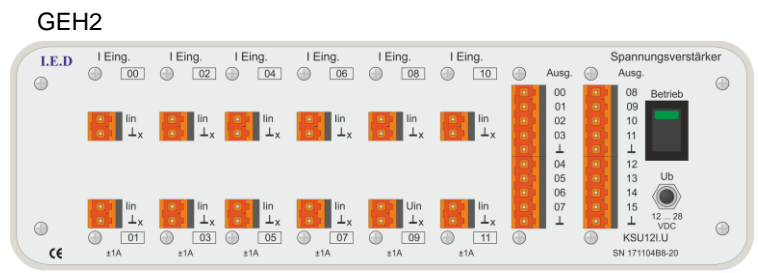 GEH2
I.E.D
I Eing. I Eing. I Eing. I Eing. I Eing. I Eing. Spannungsverstärker
00 02 04 06 08 10 Ausg. Ausg.
00 08 Betrieb
01 09
02 10
03 11
⊥ ⊥
Iin Iin Iin Iin Iin Iin
⊥x ⊥x ⊥x ⊥x ⊥x ⊥x
04 12
05 13
06 14
07 15
⊥ ⊥
Ub
12 ... 28
VDC
Iin Iin Iin Iin Uin Iin
⊥x ⊥x ⊥x ⊥x ⊥x ⊥x
01 03 05 07 09 11 KSU12I.U
CE ±1A ±1A ±1A ±1A ±1A ±1A SN 171104B8-20